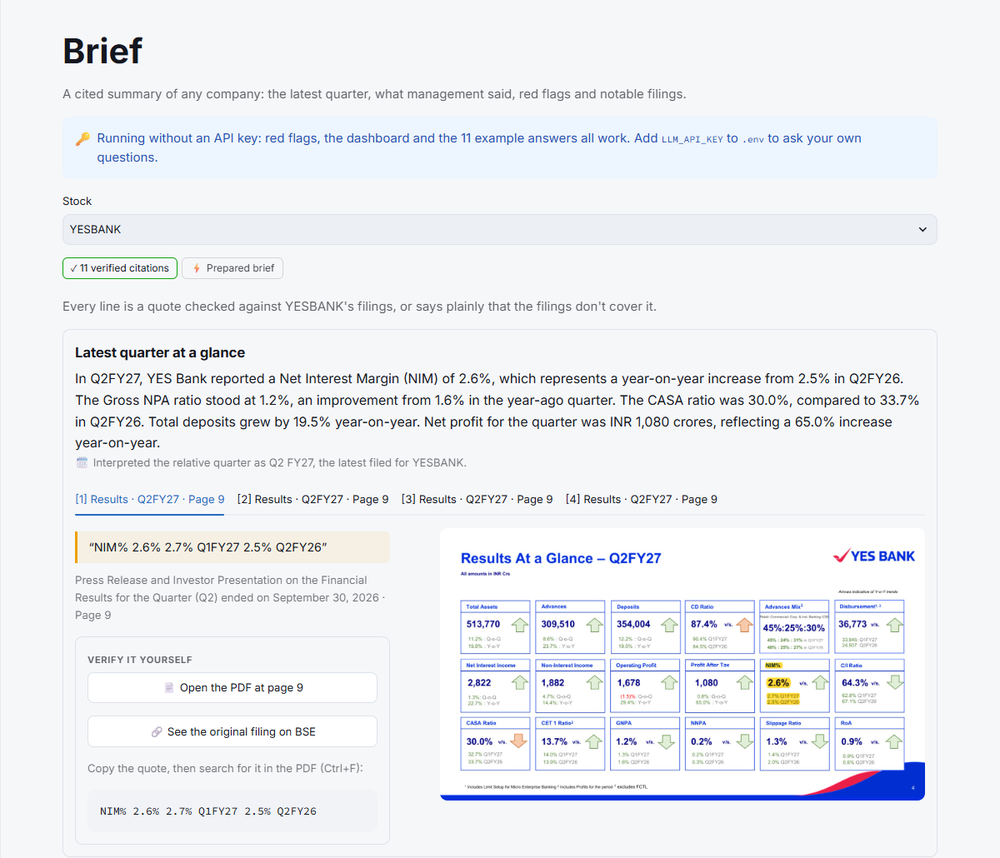 Brief
A cited summary of any company: the latest quarter, what management said, red flags and notable filings.
Running without an API key: red flags, the dashboard and the 11 example answers all work. Add LLM_API_KEY to .env to ask your own
questions.
Stock
YESBANK
✓ 11 verified citations
Prepared brief
Every line is a quote checked against YESBANK's filings, or says plainly that the filings don't cover it.
Latest quarter at a glance
In Q2FY27, YES Bank reported a Net Interest Margin (NIM) of 2.6%, which represents a year-on-year increase from 2.5% in Q2FY26.
The Gross NPA ratio stood at 1.2%, an improvement from 1.6% in the year-ago quarter. The CASA ratio was 30.0%, compared to 33.7%
in Q2FY26. Total deposits grew by 19.5% year-on-year. Net profit for the quarter was INR 1,080 crores, reflecting a 65.0% increase
year-on-year.
Interpreted the relative quarter as Q2 FY27, the latest filed for YESBANK.
[1] Results · Q2FY27 · Page 9 [2] Results · Q2FY27 · Page 9 [3] Results · Q2FY27 · Page 9 [4] Results · Q2FY27 · Page 9
“NIM% 2.6% 2.7% Q1FY27 2.5% Q2FY26”
Press Release and Investor Presentation on the Financial
Results for the Quarter (Q2) ended on September 30, 2026 ·
Page 9
VERIFY IT YOURSELF
Open the PDF at page 9
See the original filing on BSE
Copy the quote, then search for it in the PDF (Ctrl+F):
NIM% 2.6% 2.7% Q1FY27 2.5% Q2FY26
Results At a Glance – Q2FY27
YES BANK
All amounts in INR Crs
Arrows indicative of Y-o-Y trends
Total Assets Advances Deposits CD Ratio Advances Mix Disbursement
513,770 309,510 354,004 87.4% v/s. 45%:25%:30% 36,773 v/s.
Net Interest Income Non-Interest Income Operating Profit Profit After Tax NIM% C/I Ratio
2,822 1,882 1,678 1,080 2.6% v/s. 64.3% v/s.
2.7% Q1FY27
2.5% Q2FY26
CASA Ratio CET 1 Ratio GNPA NNPA Slippage Ratio RoA
30.0% v/s. 13.7% v/s. 1.2% v/s. 0.2% v/s. 1.3% v/s. 0.9% v/s.
4